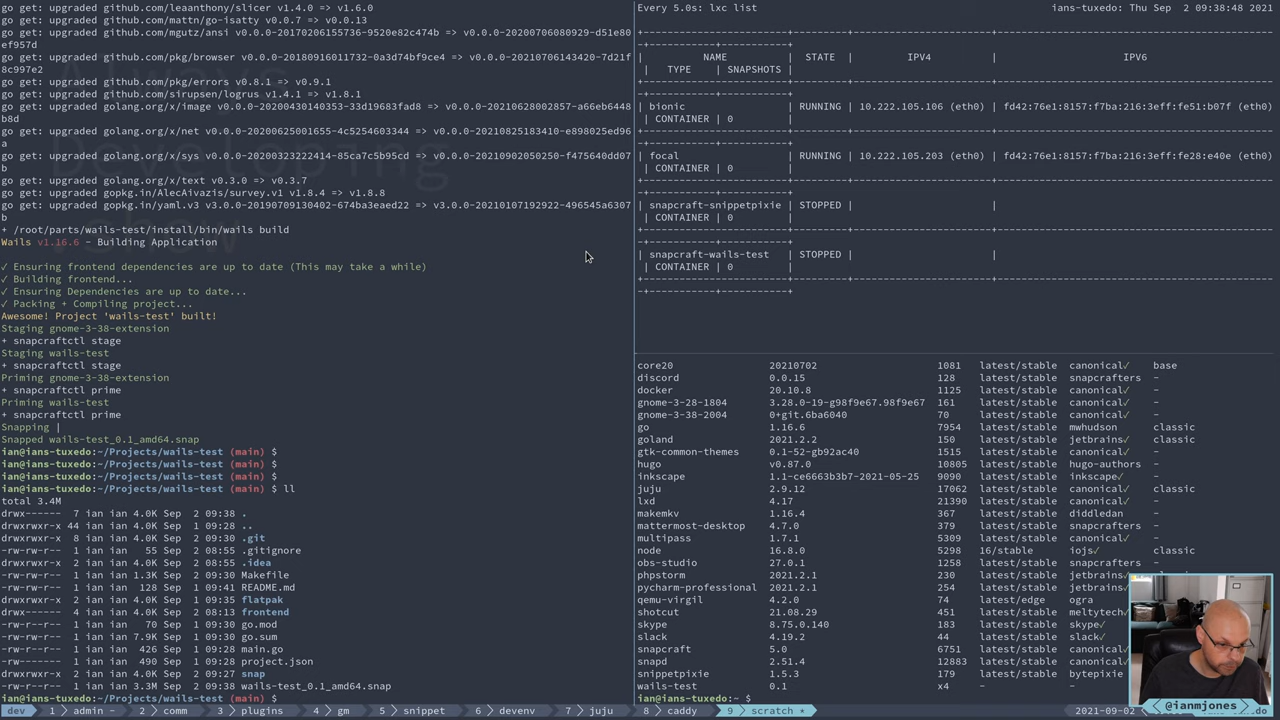 go get: upgraded github.com/leaanthony/slicer v1.4.0 => v1.6.0
go get: upgraded github.com/mattn/go-isatty v0.0.7 => v0.0.13
go get: upgraded github.com/mgutz/ansi v0.0.0-20170206155736-9520e82c474b => v0.0.0-20200706080929-d51e80
ef957d
go get: upgraded github.com/pkg/browser v0.0.0-20180916011732-0a3d74bf9ce4 => v0.0.0-20210706143420-7d21f
8c997e2
go get: upgraded github.com/pkg/errors v0.8.1 => v0.9.1
go get: upgraded github.com/sirupsen/logrus v1.4.1 => v1.8.1
go get: upgraded golang.org/x/image v0.0.0-20200430140353-33d19683fad8 => v0.0.0-20210628002857-a66eb6448
b8d
go get: upgraded golang.org/x/net v0.0.0-20200625001655-4c5254603344 => v0.0.0-20210825183410-e898025ed96
a
go get: upgraded golang.org/x/sys v0.0.0-20200323222414-85ca7c5b95cd => v0.0.0-20210902050250-f475640dd07
b
go get: upgraded golang.org/x/text v0.3.0 => v0.3.7
go get: upgraded gopkg.in/AlecAivazis/survey.v1 v1.8.4 => v1.8.8
go get: upgraded gopkg.in/yaml.v3 v3.0.0-20190709130402-674ba3eaed22 => v3.0.0-20210107192922-496545a6307
b
+ /root/parts/wails-test/install/bin/wails build
Wails v1.16.6 - Building Application
✓ Ensuring frontend dependencies are up to date (This may take a while)
✓ Building frontend...
✓ Ensuring Dependencies are up to date...
✓ Packing + Compiling project...
Awesome! Project 'wails-test' built!
Staging gnome-3-38-extension
+ snapcraftctl stage
Staging wails-test
+ snapcraftctl stage
Priming gnome-3-38-extension
+ snapcraftctl prime
Priming wails-test
+ snapcraftctl prime
Snapping |
Snapped wails-test_0.1_amd64.snap
ian@ians-tuxedo:~/Projects/wails-test (main) $
ian@ians-tuxedo:~/Projects/wails-test (main) $
ian@ians-tuxedo:~/Projects/wails-test (main) $
ian@ians-tuxedo:~/Projects/wails-test (main) $ ll
total 3.4M
drwx------ 7 ian ian 4.0K Sep 2 09:38 .
drwxrwxr-x 44 ian ian 4.0K Sep 2 09:30 ..
drwxrwxr-x 8 ian ian 4.0K Sep 2 09:30 .git
-rw-rw-r-- 1 ian ian 55 Sep 2 08:55 .gitignore
drwxrwxr-x 2 ian ian 4.0K Sep 2 08:55 .idea
-rw-rw-r-- 1 ian ian 1.3K Sep 2 09:30 Makefile
-rw-rw-r-- 1 ian ian 128 Sep 1 09:41 README.md
drwxrwxr-x 2 ian ian 4.0K Sep 2 09:35 flatpak
drwx------ 5 ian ian 4.0K Sep 2 08:13 frontend
-rw-rw-r-- 1 ian ian 70 Sep 2 09:30 go.mod
-rw-rw-r-- 1 ian ian 7.9K Sep 2 09:30 go.sum
-rw-rw-r-- 1 ian ian 426 Sep 1 09:28 main.go
-rw-rw-r-- 1 ian ian 490 Sep 1 09:28 project.json
drwxrwxr-x 2 ian ian 4.0K Sep 2 09:27 snap
-rw-r--r-- 1 ian ian 3.3M Sep 2 09:38 wails-test_0.1_amd64.snap
ian@ians-tuxedo:~/Projects/wails-test (main) $
Every 5.0s: lxc list ians-tuxedo: Thu Sep 2 09:38:48 2021
NAME | STATE | IPV4 | IPV6
| TYPE | SNAPSHOTS |
| bionic | RUNNING | 10.222.105.106 (eth0) | fd42:76e1:8157:f7ba:216:3eff:fe51:b07f (eth0)
| CONTAINER | 0 |
| focal | RUNNING | 10.222.105.203 (eth0) | fd42:76e1:8157:f7ba:216:3eff:fe28:e40e (eth0)
| CONTAINER | 0 |
| snapcraft-snippetpixie | STOPPED | |
| CONTAINER | 0 |
| snapcraft-wails-test | STOPPED | |
| CONTAINER | 0 |
core20 20210702 1081 latest/stable canonical✓ base
discord 0.0.15 128 latest/stable snapcrafters -
docker 20.10.8 1125 latest/stable canonical✓ -
gnome-3-28-1804 3.28.0-19-g98f9e67.98f9e67 161 latest/stable canonical✓ -
gnome-3-38-2004 0+git.6ba6040 76 latest/stable canonical✓ -
go 1.16.6 7954 latest/stable mwhudson classic
goland 2021.2.2 150 latest/stable jetbrains✓ classic
gtk-common-themes 0.1-52-gb92ac40 1515 latest/stable canonical✓ -
hugo v0.87.0 10805 latest/stable hugo-authors -
inkscape 1.1-ce6663b3b7-2021-05-25 9090 latest/stable inkscape✓ -
juju 2.9.12 17062 latest/stable canonical✓ classic
lxd 4.17 21390 latest/stable canonical✓ -
makemkv 1.16.4 367 latest/stable diddledan -
mattermost-desktop 4.7.0 379 latest/stable snapcrafters -
multipass 1.7.1 5309 latest/stable canonical✓ -
node 16.8.0 5298 16/stable iojs✓ classic
obs-studio 27.0.1 1258 latest/stable snapcrafters -
phpstorm 2021.2.1 230 latest/stable jetbrains✓
pycharm-professional 2021.2.1 254 latest/stable jetbrains✓
qemu-virgil 4.2.0 74 latest/edge ogra
shotcut 21.08.29 451 latest/stable meltytech✓
skype 8.75.0.140 183 latest/stable skype✓
slack 4.19.2 44 latest/stable slack✓
snapcraft 5.0 6751 latest/stable canonical✓
snapd 2.51.4 12883 latest/stable canonical✓
snippetpixie 1.5.3 179 latest/stable bytepixie
wails-test 0.1 x4 - -
ian@ians-tuxedo:~ $
Always
Developing
show
dev 1 admin - 2 comm 3 plugins 4 gm 5 snippet 6 devenv 7 juju 8 caddy 9 scratch * 2021-09-02
@ianmjones